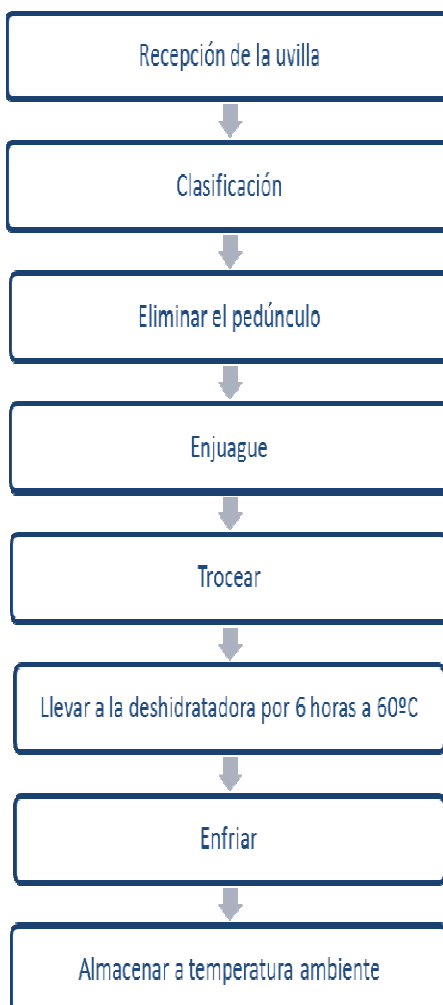 Recepción de la uvilla
Clasificación
Eliminar el pedúnculo
Enjuague
Trocear
Llevar a la deshidratadora por 6 horas a 60ºC
Enfriar
Almacenar a temperatura ambiente